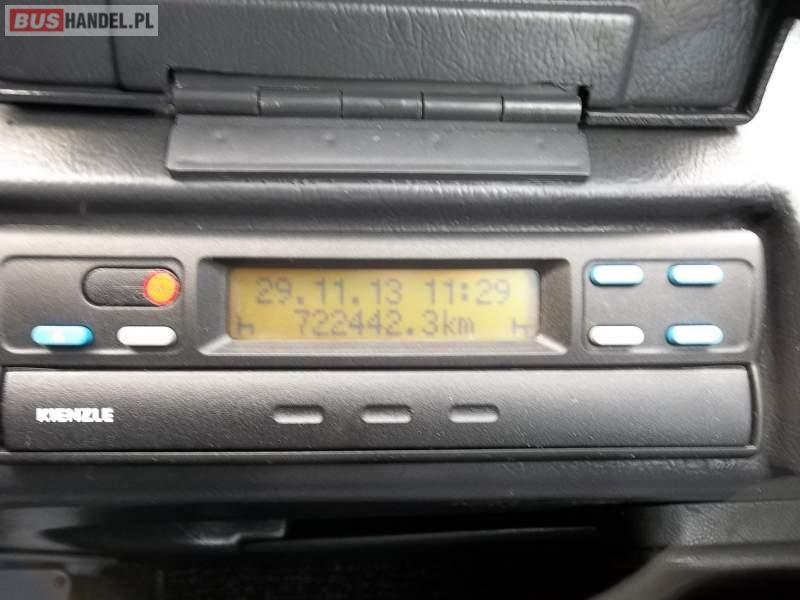 BUSHANDEL.PL
29.11.13 11:29
722442.3km
KIENZLE